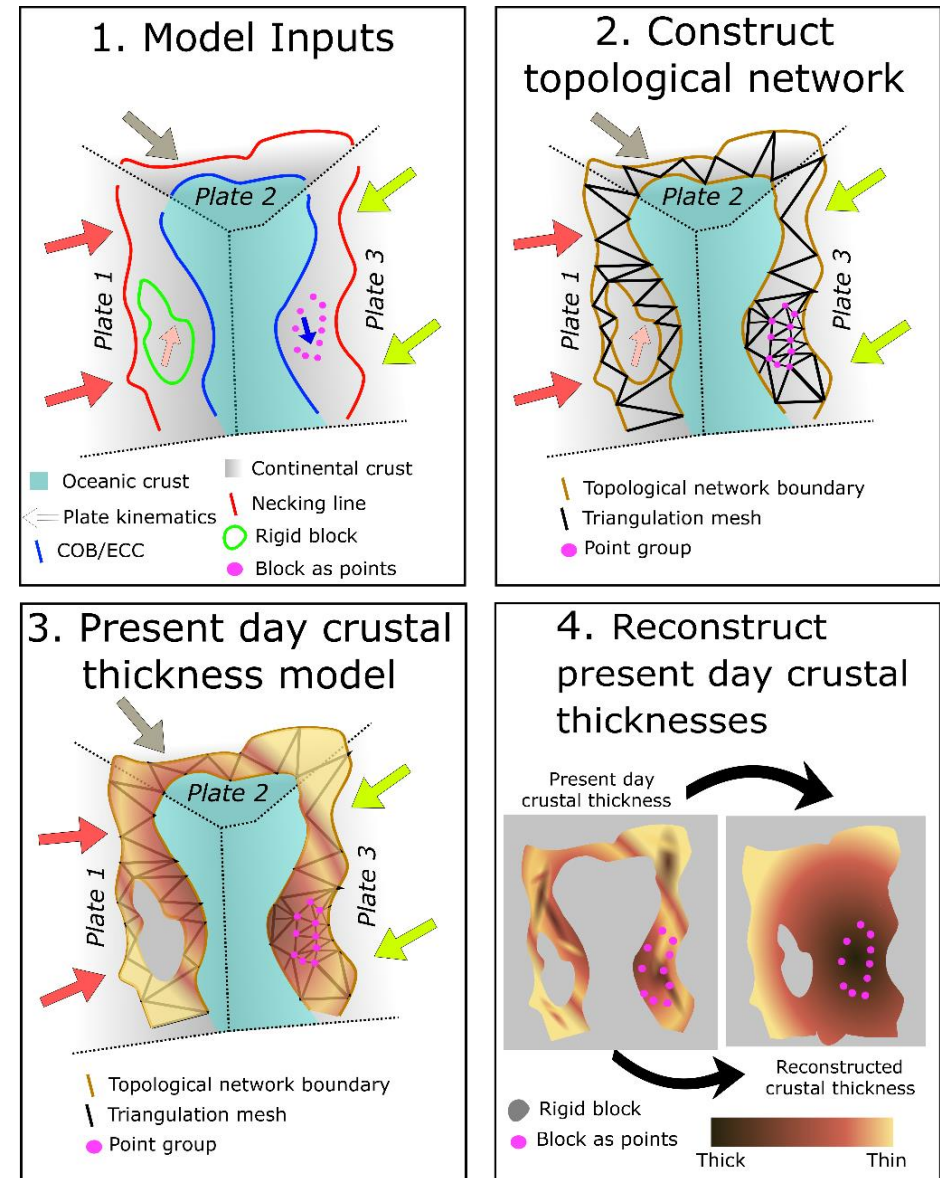 1. Model Inputs
Plate 2
Plate 1
Plate 3
Oceanic crust
Plate kinematics
COB/ECC
Continental crust
Necking line
Rigid block
Block as points
2. Construct
topological network
Plate 2
Plate 1
Plate 3
Topological network boundary
Triangulation mesh
Point group
3. Present day crustal
thickness model
Plate 2
Plate 1
Plate 3
Topological network boundary
Triangulation mesh
Point group
4. Reconstruct
present day crustal
thicknesses
Present day
crustal thickness
Reconstructed
crustal thickness
Rigid block
Block as points
Thick
Thin